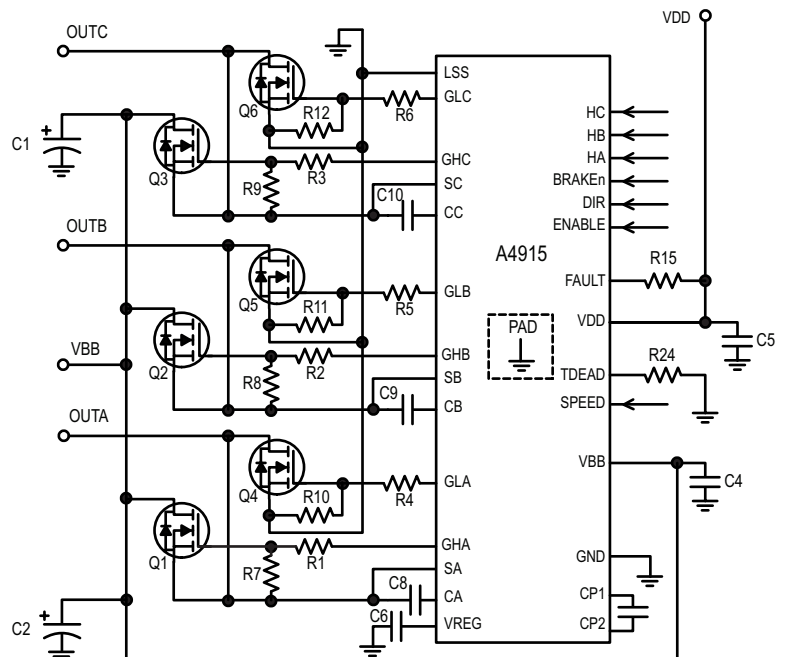 OUTC
VDD
LSS
GLC
Q6
R12
R6
HC
C1
+
HB
HA
GHC
Q3
R3
BRAKEn
R9
SC
DIR
C10
CC
ENABLE
OUTB
A4915
R15
FAULT
GLB
Q5
R11
R5
PAD
VDD
C5
VBB
GHB
Q2
R2
R24
R8
SB
TDEAD
C9
CB
SPEED
OUTA
VBB
GLA
C4
Q4
R10
R4
GHA
GND
Q1
R1
R7
SA
C8
CA
CP1
C2
+
C6
VREG
CP2